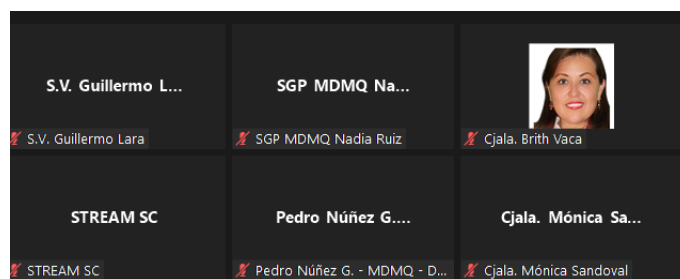 S.V. Guillermo L...
SGP MDMQ Na...
S.V. Guillermo Lara
SGP MDMQ Nadia Ruiz
Cjala. Brith Vaca
STREAM SC
Pedro Núñez G....
Cjala. Mónica Sa...
STREAM SC
Pedro Núñez G. - MDMQ - D...
Cjala. Mónica Sandoval